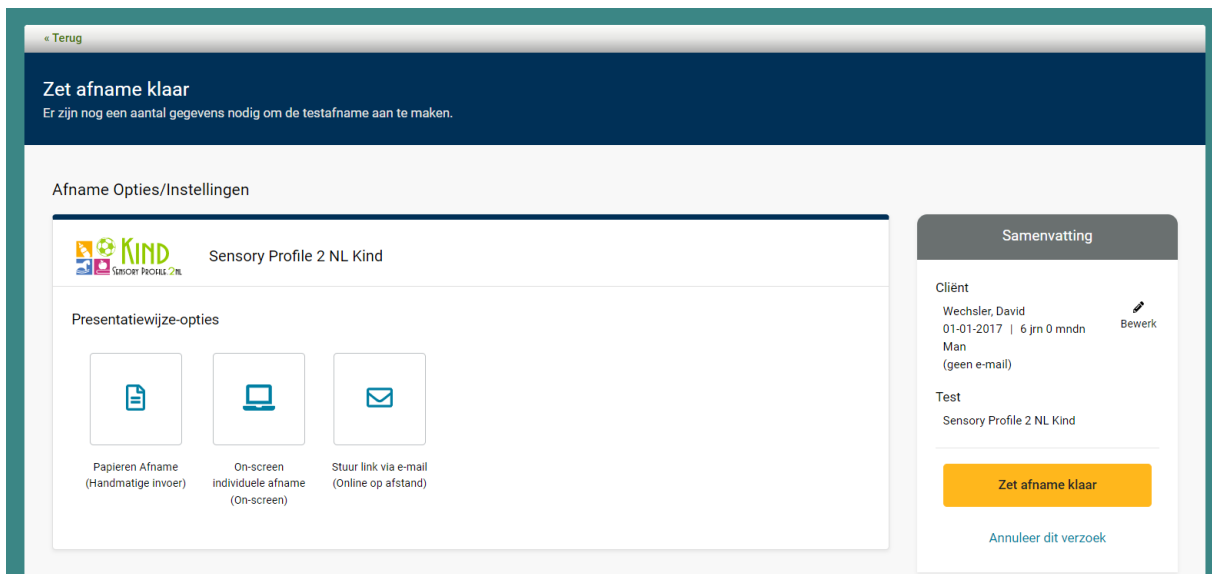 « Terug
Zet afname klaar
Er zijn nog een aantal gegevens nodig om de testafname aan te maken.
Afname Opties/Instellingen
KIND
SENSORY PROFILE 2 NL
Sensory Profile 2 NL Kind
Presentatiewijze-opties
Papieren Afname
(Handmatige invoer)
On-screen
individuele afname
(On-screen)
Stuur link via e-mail
(Online op afstand)
Samenvatting
Cliënt
Wechsler, David
01-01-2017 | 6 jrn 0 mndn
Man
(geen e-mail)
Bewerk
Test
Sensory Profile 2 NL Kind
Zet afname klaar
Annuleer dit verzoek